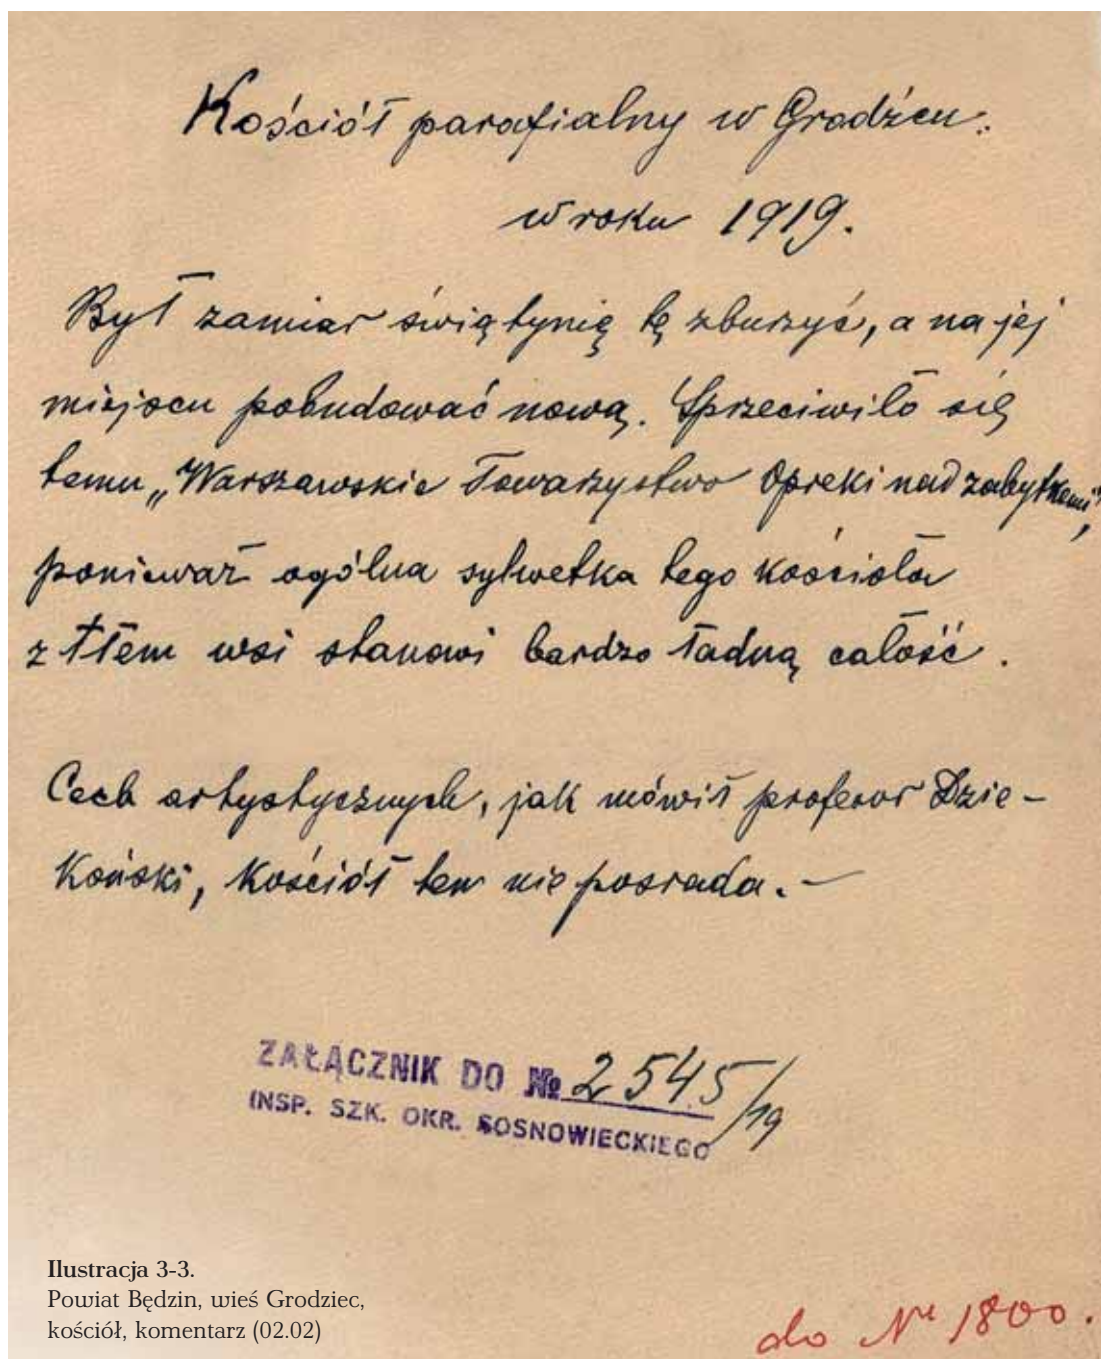 Kościół parafialny w Gradźcu.
w roku 1919.
Był zamiar świątynię tę zburzyć, a na jej
miejscu pobudować nową. Sprzeciwiło się
temu „Warszawskie Towarzystwo Opieki nad zabytkami”,
ponieważ ogólna sylwetka tego kościoła
z tłem wsi stanowi bardzo ładną całość.
Cech artystycznych, jak mówił profesor Dzie-
końki, kościół ten nie posiada.—
ZAŁĄCZNIK DO № 2545/19
INSP. SZK. OKR. SOSNOWIECKIEGO
Ilustracja 3-3.
Powiat Będzin, wieś Grodziec,
kościół, komentarz (02.02)
do № 1800.